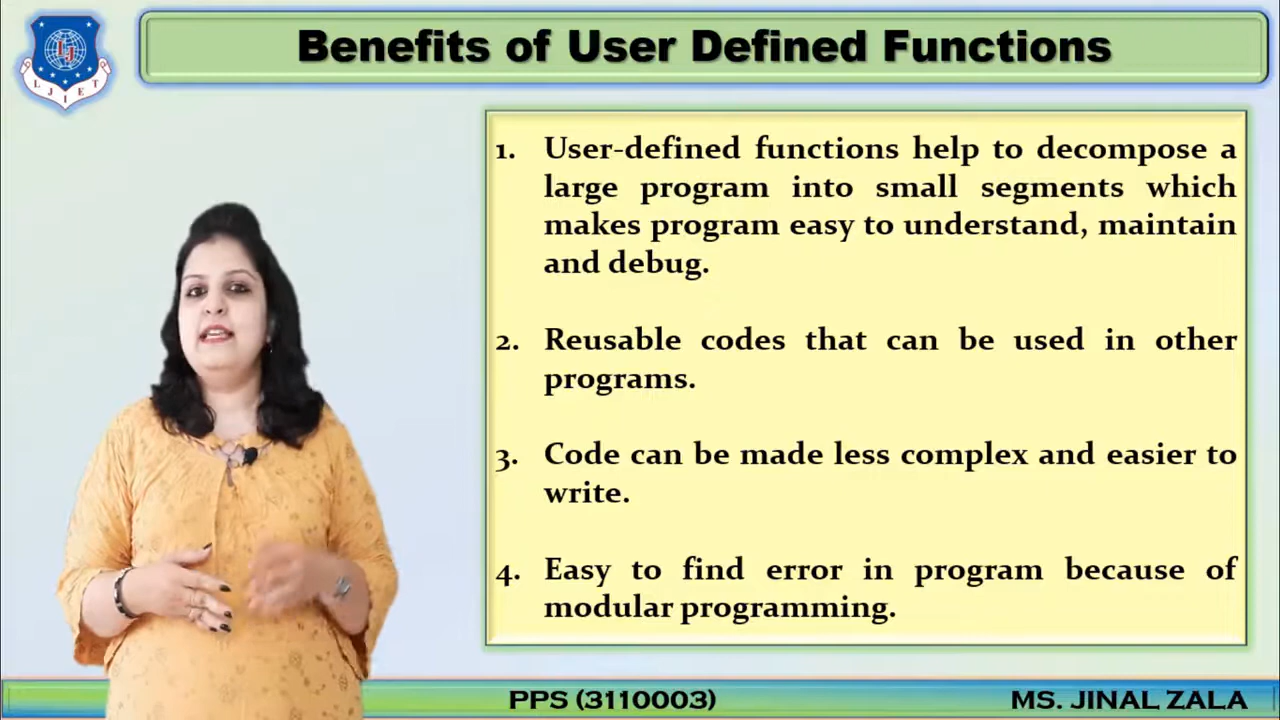 Benefits of User Defined Functions
LJIET
1. User-defined functions help to decompose a
large program into small segments which
makes program easy to understand, maintain
and debug.
2. Reusable codes that can be used in other
programs.
3. Code can be made less complex and easier to
write.
4. Easy to find error in program because of
modular programming.
PPS (3110003)
MS. JINAL ZALA